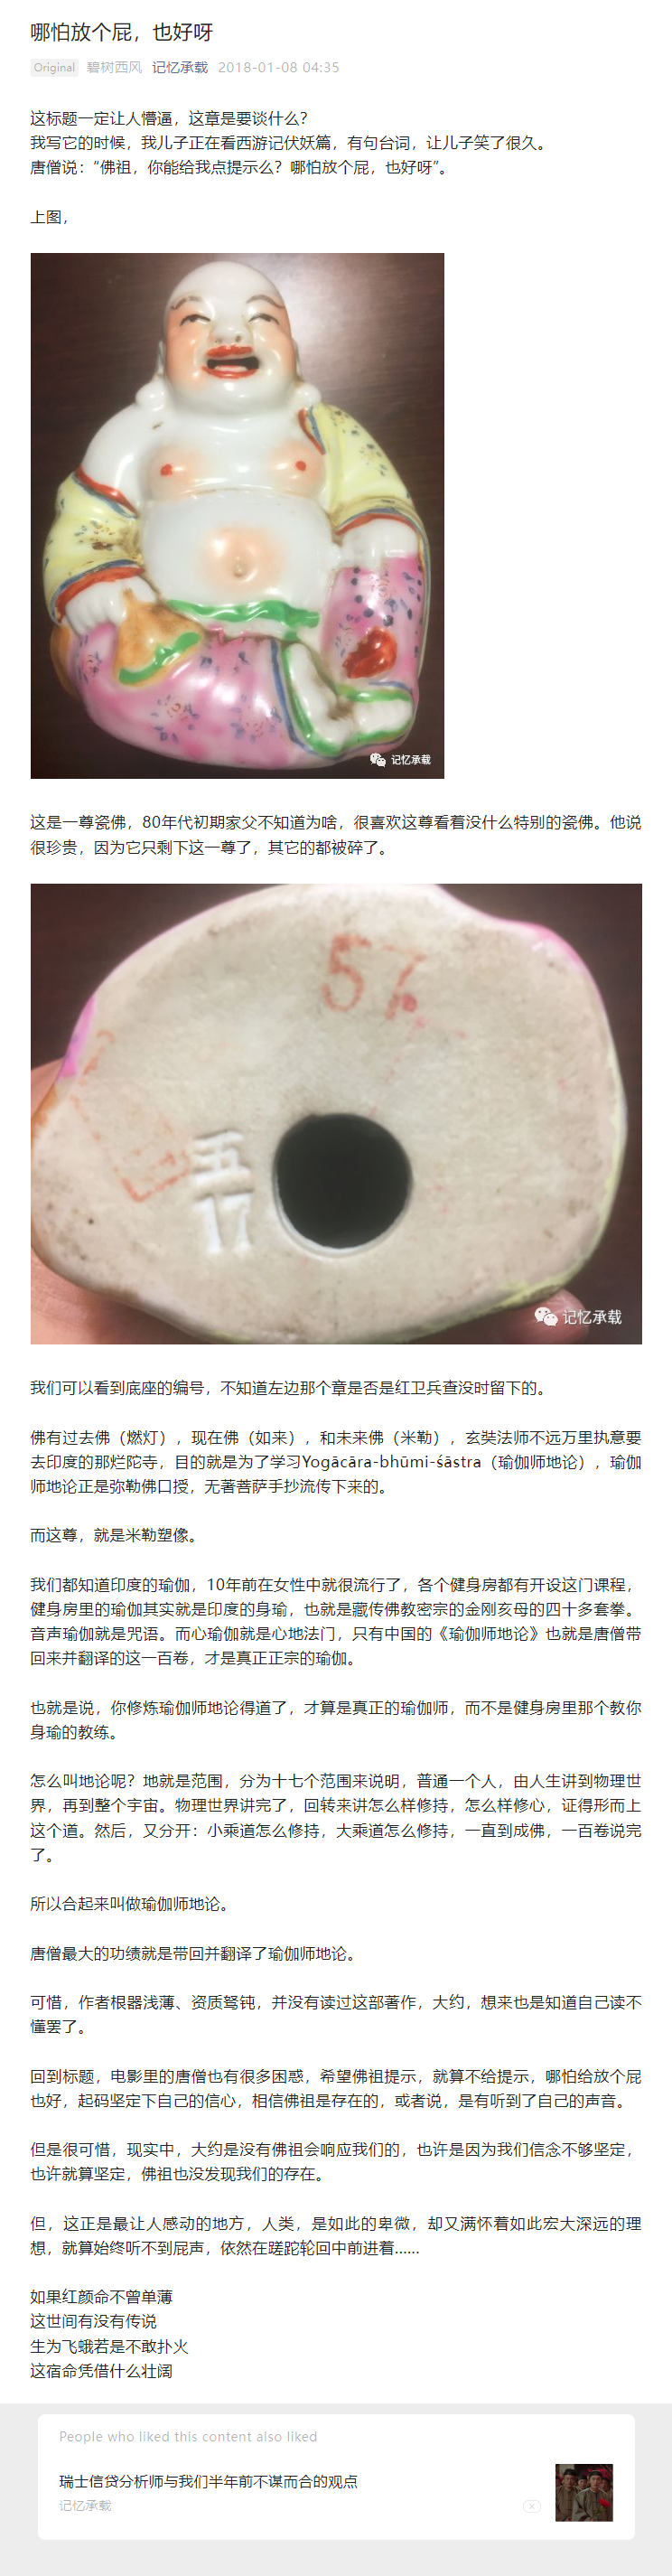 哪怕放个屁，也好呀
Original 碧树西风 记忆承载 2018-01-08 04:35
这标题一定让人懵逼，这章是要谈什么？
我写它的时候，我儿子正在看西游记伏妖篇，有句台词，让儿子笑了很久。
唐僧说：“佛祖，你能给我点提示么？哪怕放个屁，也好呀”。
上图，
记忆承载
这是一尊瓷佛，80年代初期家父不知道为啥，很喜欢这尊看着没什么特别的瓷佛。他说
很珍贵，因为它只剩下这一尊了，其它的都被碎了。
57
五
17
记忆承载
我们可以看到底座的编号，不知道左边那个章是否是红卫兵查没时留下的。
佛有过去佛（燃灯），现在佛（如来），和未来佛（米勒），玄奘法师不远万里执意要
去印度的那烂陀寺，目的就是为了学习Yogācāra-bhūmi-śāstra（瑜伽师地论），瑜伽
师地论正是弥勒佛口授，无著菩萨手抄流传下来的。
而这尊，就是米勒塑像。
我们都知道印度的瑜伽，10年前在女性中就很流行了，各个健身房都有开设这门课程，
健身房里的瑜伽其实就是印度的身瑜，也就是藏传佛教密宗的金刚亥母的四十多套拳。
音声瑜伽就是咒语。而心瑜伽就是心地法门，只有中国的《瑜伽师地论》也就是唐僧带
回来并翻译的这一百卷，才是真正正宗的瑜伽。
也就是说，你修炼瑜伽师地论得道了，才算是真正的瑜伽师，而不是健身房里那个教你
身瑜的教练。
怎么叫地论呢？地就是范围，分为十七个范围来说明，普通一个人，由人生讲到物理世
界，再到整个宇宙。物理世界讲完了，回转来讲怎么样修持，怎么样修心，证得形而上
这个道。然后，又分开：小乘道怎么修持，大乘道怎么修持，一直到成佛，一百卷说完
了。
所以合起来叫做瑜伽师地论。
唐僧最大的功绩就是带回并翻译了瑜伽师地论。
可惜，作者根器浅薄、资质驽钝，并没有读过这部著作，大约，想来也是知道自己读不
懂罢了。
回到标题，电影里的唐僧也有很多困惑，希望佛祖提示，就算不给提示，哪怕给放个屁
也好，起码坚定下自己的信心，相信佛祖是存在的，或者说，是有听到了自己的声音。
但是很可惜，现实中，大约是没有佛祖会响应我们的，也许是因为我们信念不够坚定，
也许就算坚定，佛祖也没发现我们的存在。
但，这正是最让人感动的地方，人类，是如此的卑微，却又满怀着如此宏大深远的理
想，就算始终听不到屁声，依然在蹉跎轮回中前进着……
如果红颜命不曾单薄
这世间有没有传说
生为飞蛾若是不敢扑火
这宿命凭借什么壮阔
People who liked this content also liked
瑞士信贷分析师与我们半年前不谋而合的观点
记忆承载